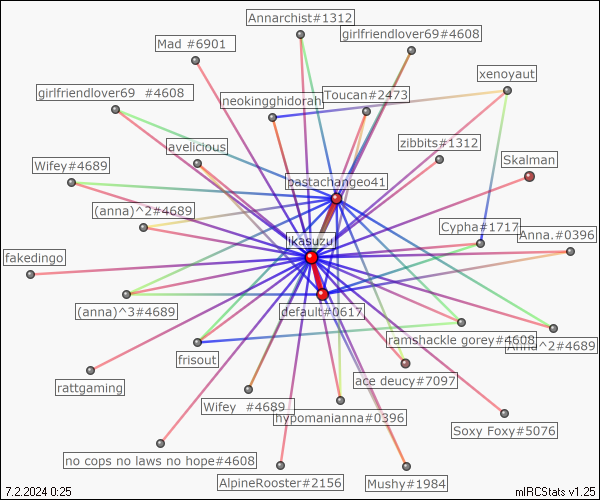 Annarchist#1312
girlfriendlover69#4608
Mad #6901
xenoyaut
girlfriendlover69 #4608
neokingghidorah
Toucan#2473
avelicious
zibbits#1312
Wifey#4689
Skalman
pastachangeo41
(anna)^2#4689
Cypha#1717
Anna.#0396
ikasuzu
fakedingo
(anna)^3#4689
default#0617
ramshackle gorey#4608
Anna^2#4689
frisout
rattgaming
ace deucy#7097
Wifey #4689
hypomanianna#0396
Soxy Foxy#5076
no cops no laws no hope#4608
AlpineRooster#2156
Mushy#1984
7.2.2024 0:25
mIRCStats v1.25